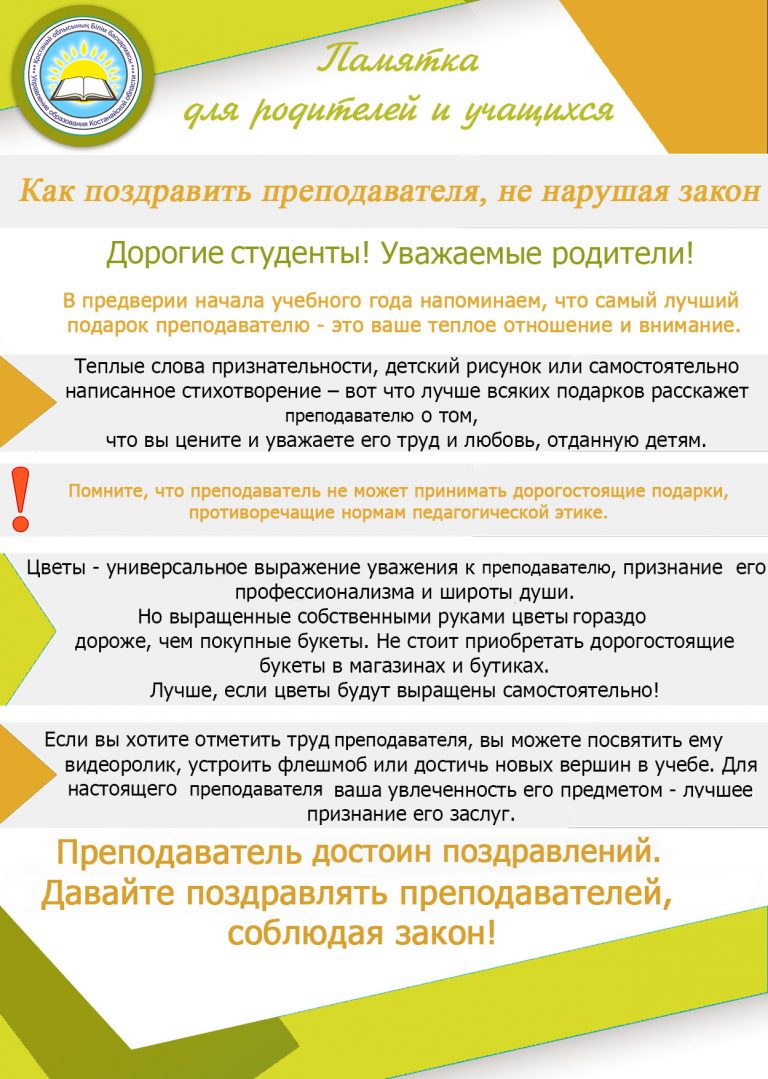 Қостанай облысының Білім басқармасы
Управление образования Костанайской области
Памятка
для родителей и учащихся
Как поздравить преподавателя, не нарушая закон
Дорогие студенты! Уважаемые родители!
В предверии начала учебного года напоминаем, что самый лучший
подарок преподавателю - это ваше теплое отношение и внимание.
Теплые слова признательности, детский рисунок или самостоятельно
написанное стихотворение – вот что лучше всяких подарков расскажет
преподавателю о том,
что вы цените и уважаете его труд и любовь, отданную детям.
!
Помните, что преподаватель не может принимать дорогостоящие подарки,
противоречащие нормам педагогической этике.
Цветы - универсальное выражение уважения к преподавателю, признание его
профессионализма и широты души.
Но выращенные собственными руками цветы гораздо
дороже, чем покупные букеты. Не стоит приобретать дорогостоящие
букеты в магазинах и бутиках.
Лучше, если цветы будут выращены самостоятельно!
Если вы хотите отметить труд преподавателя, вы можете посвятить ему
видеоролик, устроить флешмоб или достичь новых вершин в учебе. Для
настоящего преподавателя ваша увлеченность его предметом - лучшее
признание его заслуг.
Преподаватель достоин поздравлений.
Давайте поздравлять преподавателей,
соблюдая закон!